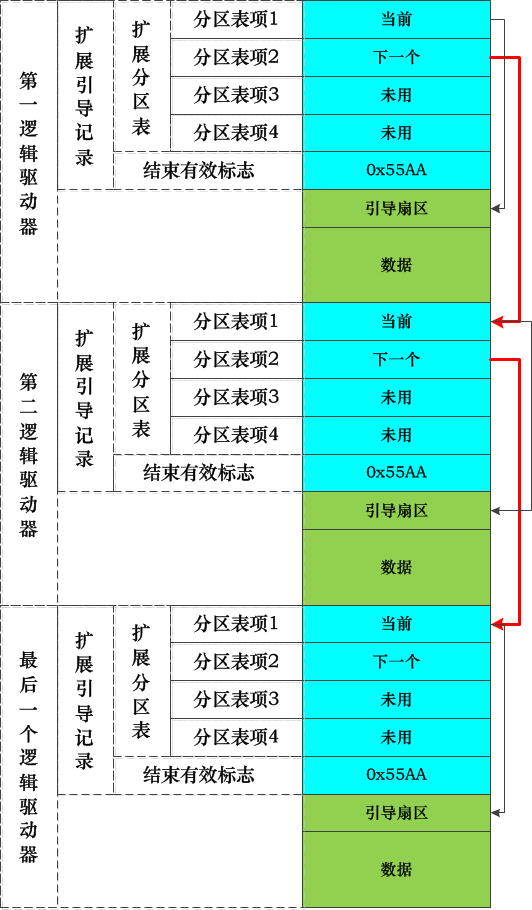 第一逻辑驱动器
扩展引导记录
扩展分区表
分区表项1
当前
分区表项2
下一个
分区表项3
未用
分区表项4
未用
结束有效标志
0x55AA
引导扇区
数据
第二逻辑驱动器
扩展引导记录
扩展分区表
分区表项1
当前
分区表项2
下一个
分区表项3
未用
分区表项4
未用
结束有效标志
0x55AA
引导扇区
数据
最后一个逻辑驱动器
扩展引导记录
扩展分区表
分区表项1
当前
分区表项2
下一个
分区表项3
未用
分区表项4
未用
结束有效标志
0x55AA
引导扇区
数据